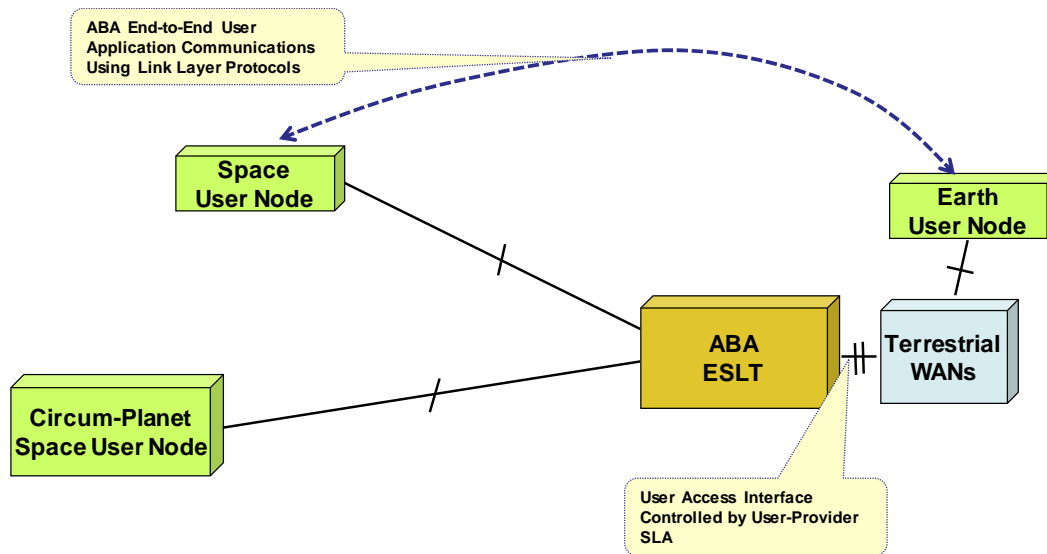 ABA End-to-End User
Application Communications
Using Link Layer Protocols
Space
User Node
Earth
User Node
ABA
ESLT
Terrestrial
WANs
Circum-Planet
Space User Node
User Access Interface
Controlled by User-Provider
SLA